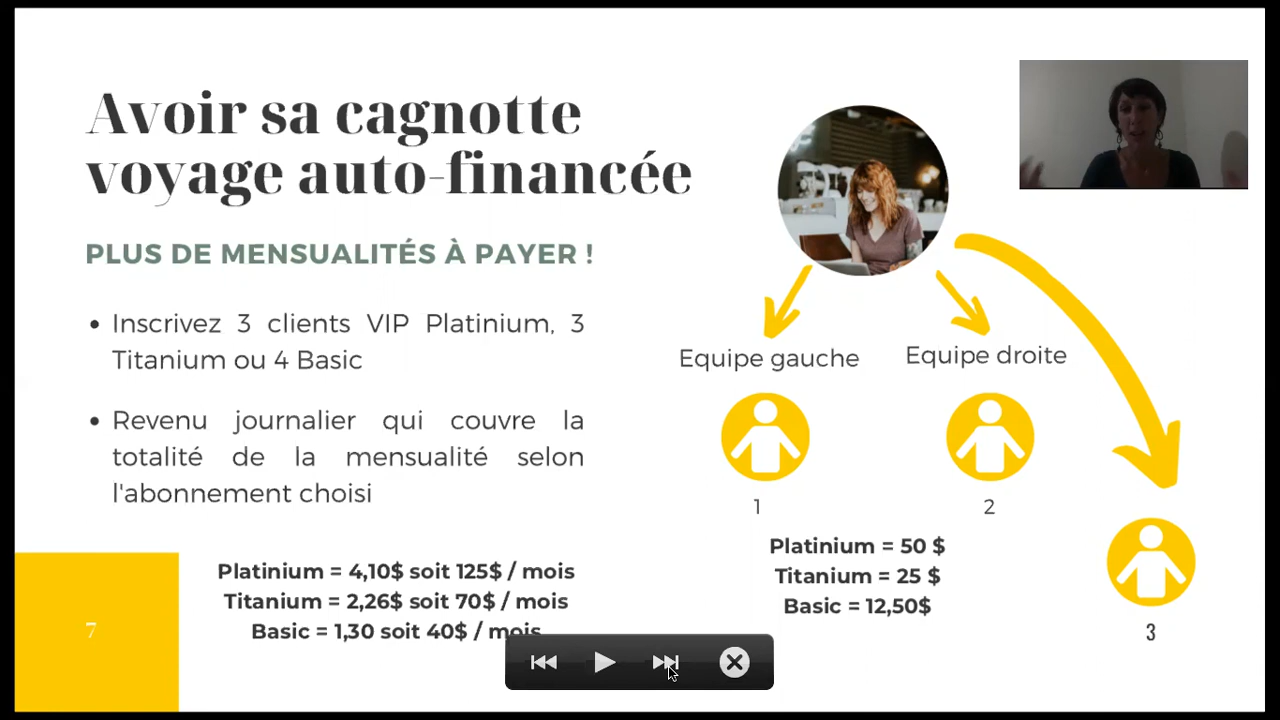 Avoir sa cagnotte
voyage auto-financée
PLUS DE MENSUALITÉS À PAYER !
• Inscrivez 3 clients VIP Platinium, 3
Titanium ou 4 Basic
• Revenu journalier qui couvre la
totalité de la mensualité selon
l'abonnement choisi
Platinium = 4,10$ soit 125$ / mois
Titanium = 2,26$ soit 70$ / mois
Basic = 1,30 soit 40$ / mois
7
Equipe gauche
Equipe droite
1
2
Platinium = 50 $
Titanium = 25 $
Basic = 12,50$
3